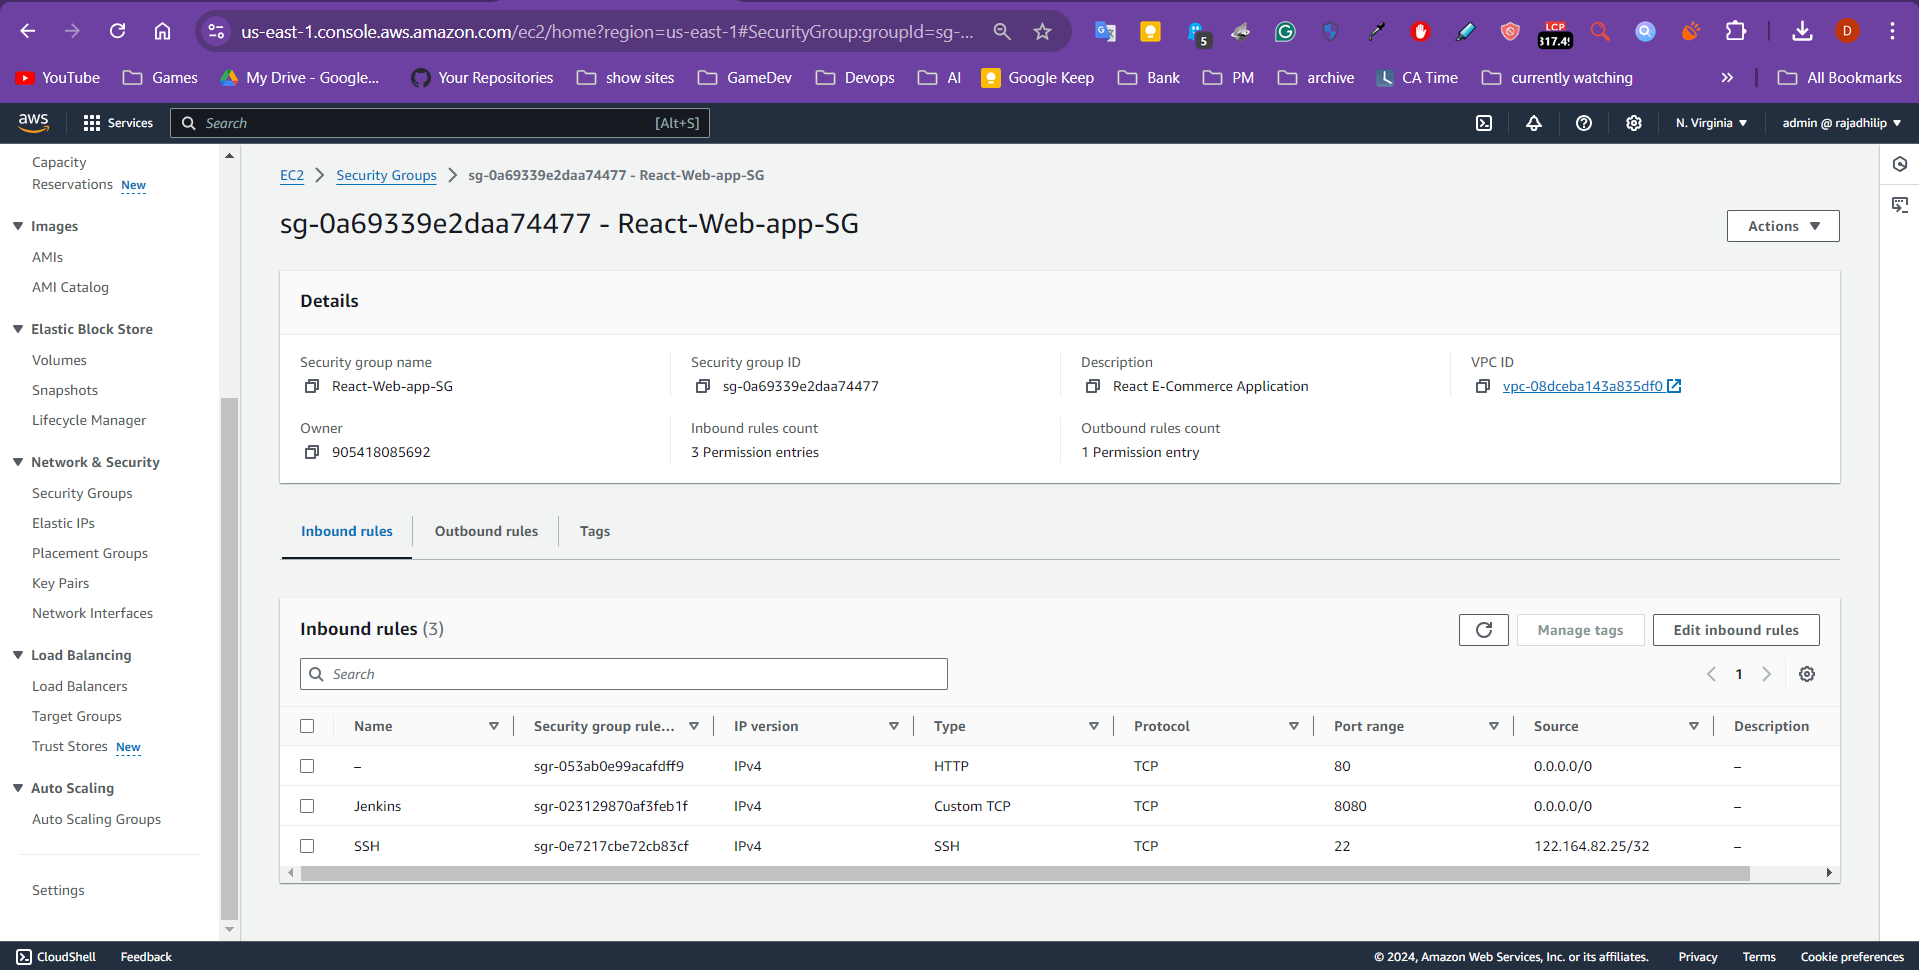 us-east-1.console.aws.amazon.com/ec2/home?region=us-east-1#SecurityGroup:groupId=sg-...
5
LCP
317.45
D
YouTube Games My Drive - Google... Your Repositories show sites GameDev Devops AI Google Keep Bank PM archive CA Time currently watching » All Bookmarks
aws Services Search [Alt+S] N. Virginia admin @ rajadhilip
Capacity
Reservations New
Images
AMIs
AMI Catalog
Elastic Block Store
Volumes
Snapshots
Lifecycle Manager
Network & Security
Security Groups
Elastic IPs
Placement Groups
Key Pairs
Network Interfaces
Load Balancing
Load Balancers
Target Groups
Trust Stores New
Auto Scaling
Auto Scaling Groups
Settings
EC2 Security Groups sg-0a69339e2daa74477 - React-Web-app-SG
sg-0a69339e2daa74477 - React-Web-app-SG
Actions
Details
Security group name Security group ID Description VPC ID
React-Web-app-SG sg-0a69339e2daa74477 React E-Commerce Application vpc-08dceba143a835df0
Owner Inbound rules count Outbound rules count
905418085692 3 Permission entries 1 Permission entry
Inbound rules Outbound rules Tags
Inbound rules (3) Manage tags Edit inbound rules
Search 1
Name Security group rule... IP version Type Protocol Port range Source Description
– sgr-053ab0e99acafdff9 IPv4 HTTP TCP 80 0.0.0.0/0 –
Jenkins sgr-023129870af3feb1f IPv4 Custom TCP TCP 8080 0.0.0.0/0 –
SSH sgr-0e7217cbe72cb83cf IPv4 SSH TCP 22 122.164.82.25/32 –
CloudShell Feedback © 2024, Amazon Web Services, Inc. or its affiliates. Privacy Terms Cookie preferences